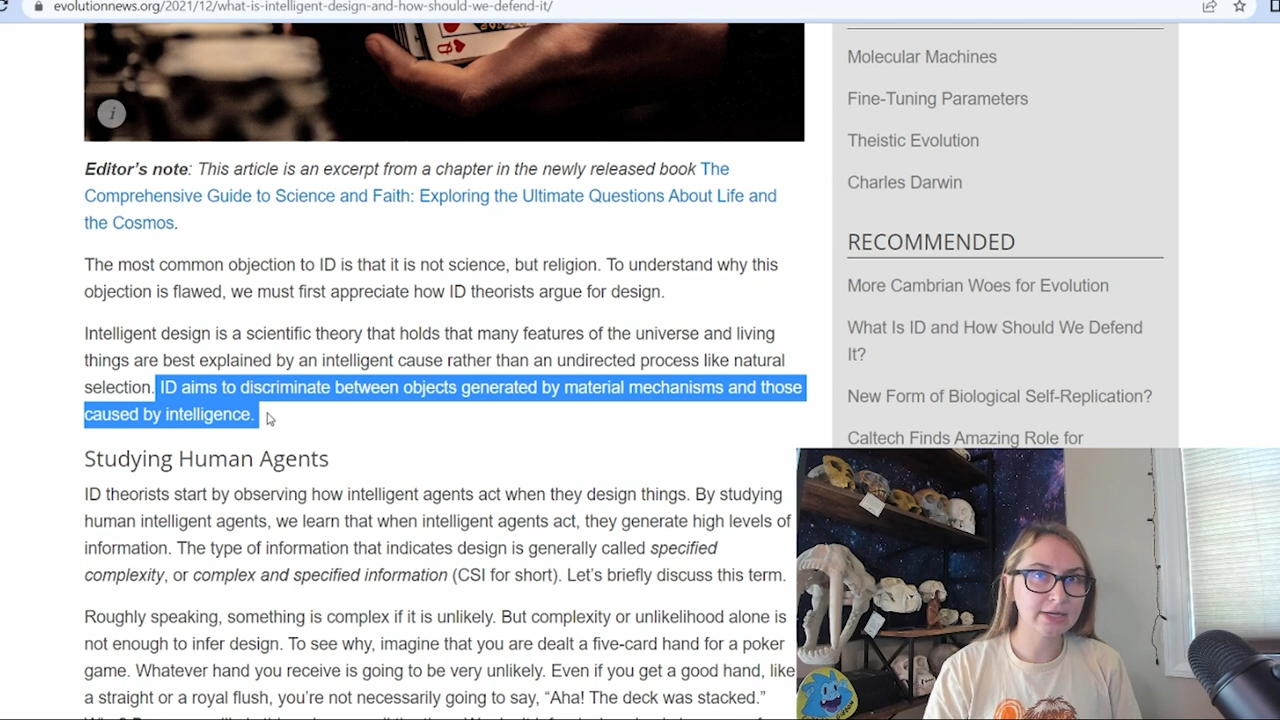 evolutionnews.org/2021/12/what-is-intelligent-design-and-how-should-we-defend-it/
Editor's note: This article is an excerpt from a chapter in the newly released book The
Comprehensive Guide to Science and Faith: Exploring the Ultimate Questions About Life and
the Cosmos.
The most common objection to ID is that it is not science, but religion. To understand why this
objection is flawed, we must first appreciate how ID theorists argue for design.
Intelligent design is a scientific theory that holds that many features of the universe and living
things are best explained by an intelligent cause rather than an undirected process like natural
selection. ID aims to discriminate between objects generated by material mechanisms and those
caused by intelligence.
Studying Human Agents
ID theorists start by observing how intelligent agents act when they design things. By studying
human intelligent agents, we learn that when intelligent agents act, they generate high levels of
information. The type of information that indicates design is generally called specified
complexity, or complex and specified information (CSI for short). Let's briefly discuss this term.
Roughly speaking, something is complex if it is unlikely. But complexity or unlikelihood alone is
not enough to infer design. To see why, imagine that you are dealt a five-card hand for a poker
game. Whatever hand you receive is going to be very unlikely. Even if you get a good hand, like
a straight or a royal flush, you're not necessarily going to say, "Aha! The deck was stacked."
Molecular Machines
Fine-Tuning Parameters
Theistic Evolution
Charles Darwin
RECOMMENDED
More Cambrian Woes for Evolution
What Is ID and How Should We Defend
It?
New Form of Biological Self-Replication?
Caltech Finds Amazing Role for